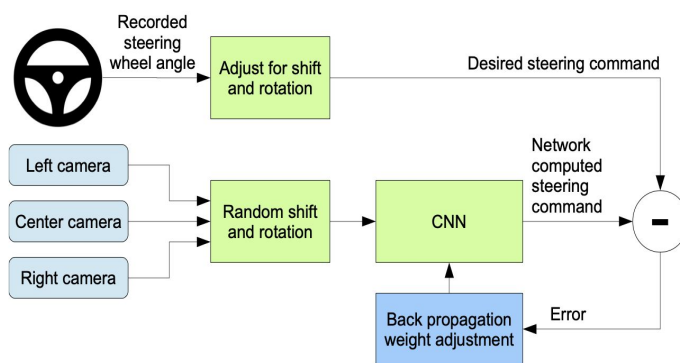 Recorded
steering
wheel angle
Adjust for shift
and rotation
Desired steering command
Left camera
Center camera
Right camera
Random shift
and rotation
CNN
Network
computed
steering
command
-
Back propagation
weight adjustment
Error